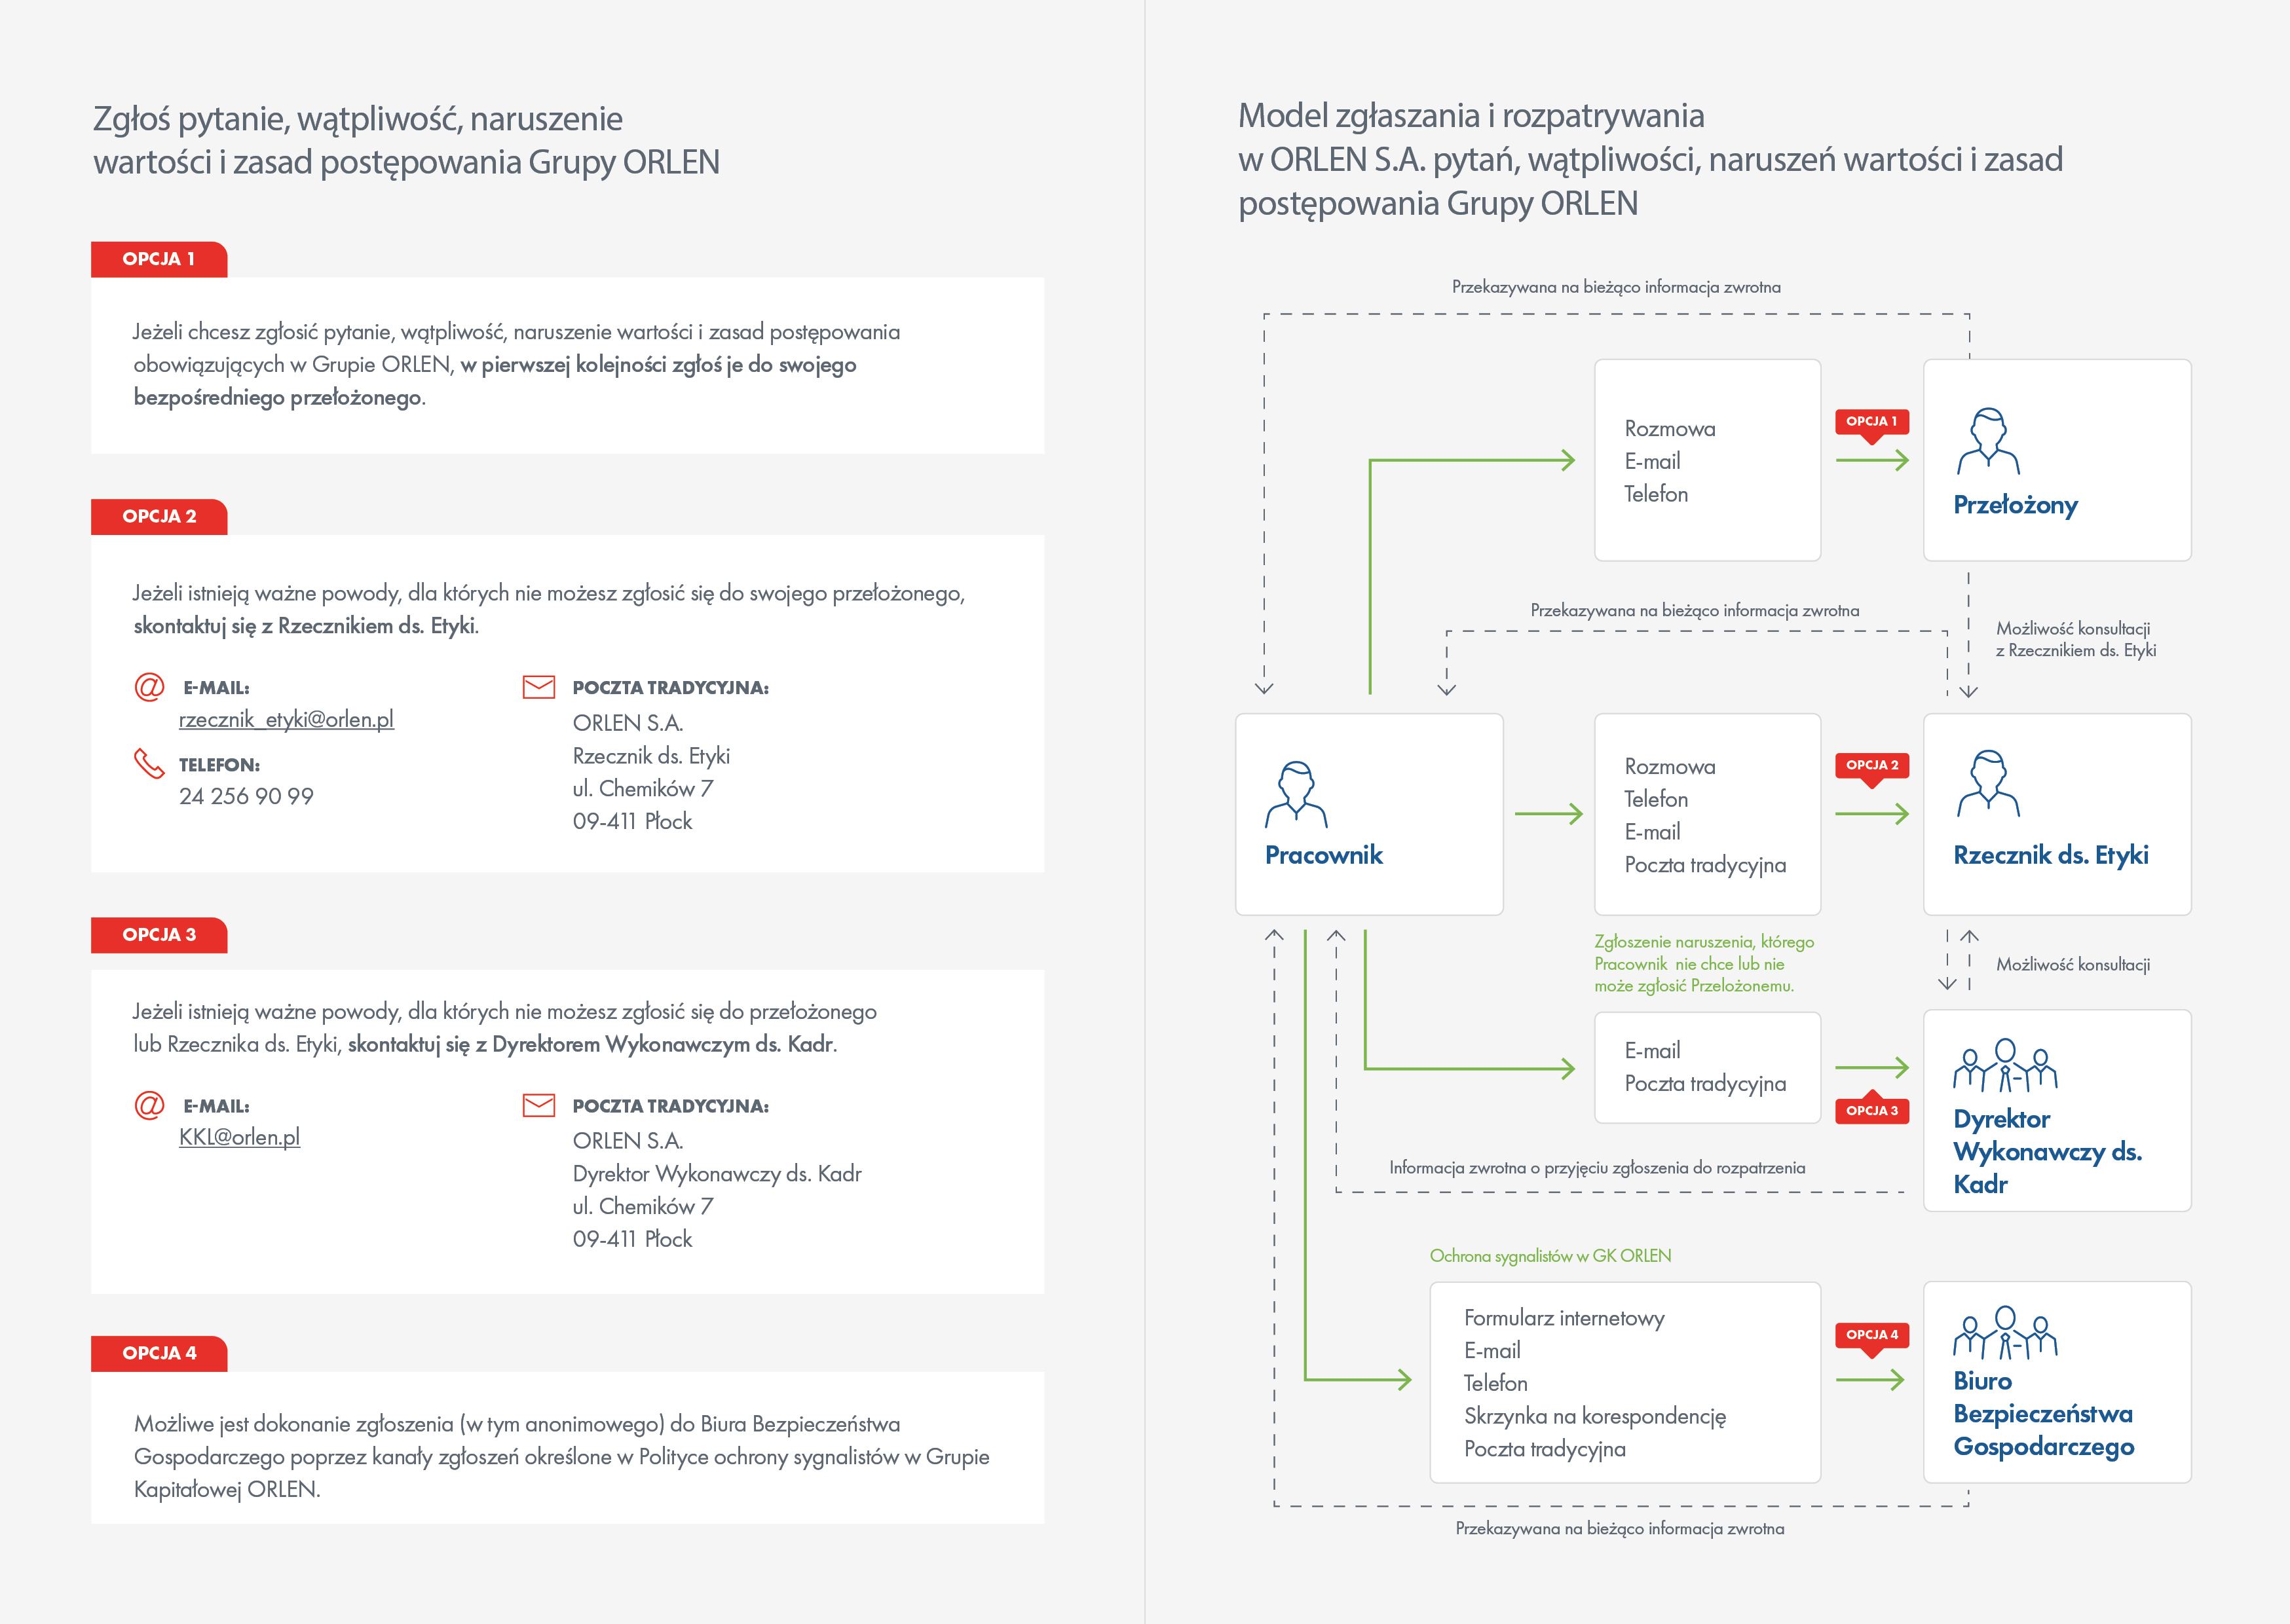 Zgłoś pytanie, wątpliwość, naruszenie
wartości i zasad postępowania Grupy ORLEN
OPCJA 1
Jeżeli chcesz zgłosić pytanie, wątpliwość, naruszenie wartości i zasad postępowania
obowiązujących w Grupie ORLEN, w pierwszej kolejności zgłoś je do swojego
bezpośredniego przełożonego.
OPCJA 2
Jeżeli istnieją ważne powody, dla których nie możesz zgłosić się do swojego przełożonego,
skontaktuj się z Rzecznikiem ds. Etyki.
E-MAIL:
rzecznik_etyki@orlen.pl
TELEFON:
24 256 90 99
POCZTA TRADYCYJNA:
ORLEN S.A.
Rzecznik ds. Etyki
ul. Chemików 7
09-411 Płock
OPCJA 3
Jeżeli istnieją ważne powody, dla których nie możesz zgłosić się do przełożonego
lub Rzecznika ds. Etyki, skontaktuj się z Dyrektorem Wykonawczym ds. Kadr.
E-MAIL:
KKL@orlen.pl
POCZTA TRADYCYJNA:
ORLEN S.A.
Dyrektor Wykonawczy ds. Kadr
ul. Chemików 7
09-411 Płock
OPCJA 4
Możliwe jest dokonanie zgłoszenia (w tym anonimowego) do Biura Bezpieczeństwa
Gospodarczego poprzez kanały zgłoszeń określone w Polityce ochrony sygnalistów w Grupie
Kapitałowej ORLEN.
Model zgłaszania i rozpatrywania
w ORLEN S.A. pytań, wątpliwości, naruszeń wartości i zasad
postępowania Grupy ORLEN
Przekazywana na bieżąco informacja zwrotna
Rozmowa
E-mail
Telefon
OPCJA 1
Przełożony
Przekazywana na bieżąco informacja zwrotna
Możliwość konsultacji
z Rzecznikiem ds. Etyki
Pracownik
Rozmowa
Telefon
E-mail
Poczta tradycyjna
OPCJA 2
Rzecznik ds. Etyki
Zgłoszenie naruszenia, którego
Pracownik nie chce lub nie
może zgłosić Przelożonemu.
Możliwość konsultacji
E-mail
Poczta tradycyjna
OPCJA 3
Dyrektor
Wykonawczy ds.
Kadr
Informacja zwrotna o przyjęciu zgłoszenia do rozpatrzenia
Ochrona sygnalistów w GK ORLEN
Formularz internetowy
E-mail
Telefon
Skrzynka na korespondencję
Poczta tradycyjna
OPCJA 4
Biuro
Bezpieczeństwa
Gospodarczego
Przekazywana na bieżąco informacja zwrotna